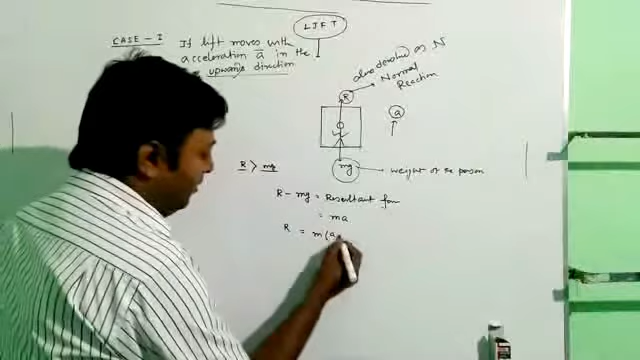 LIFT
CASE - I If lift moves with
acceleration a in the
upwards direction
also denoted as N
R
Normal
Reaction
a
R > mg
mg
weight of the person
R - mg = Resultant
= ma
R = m(a